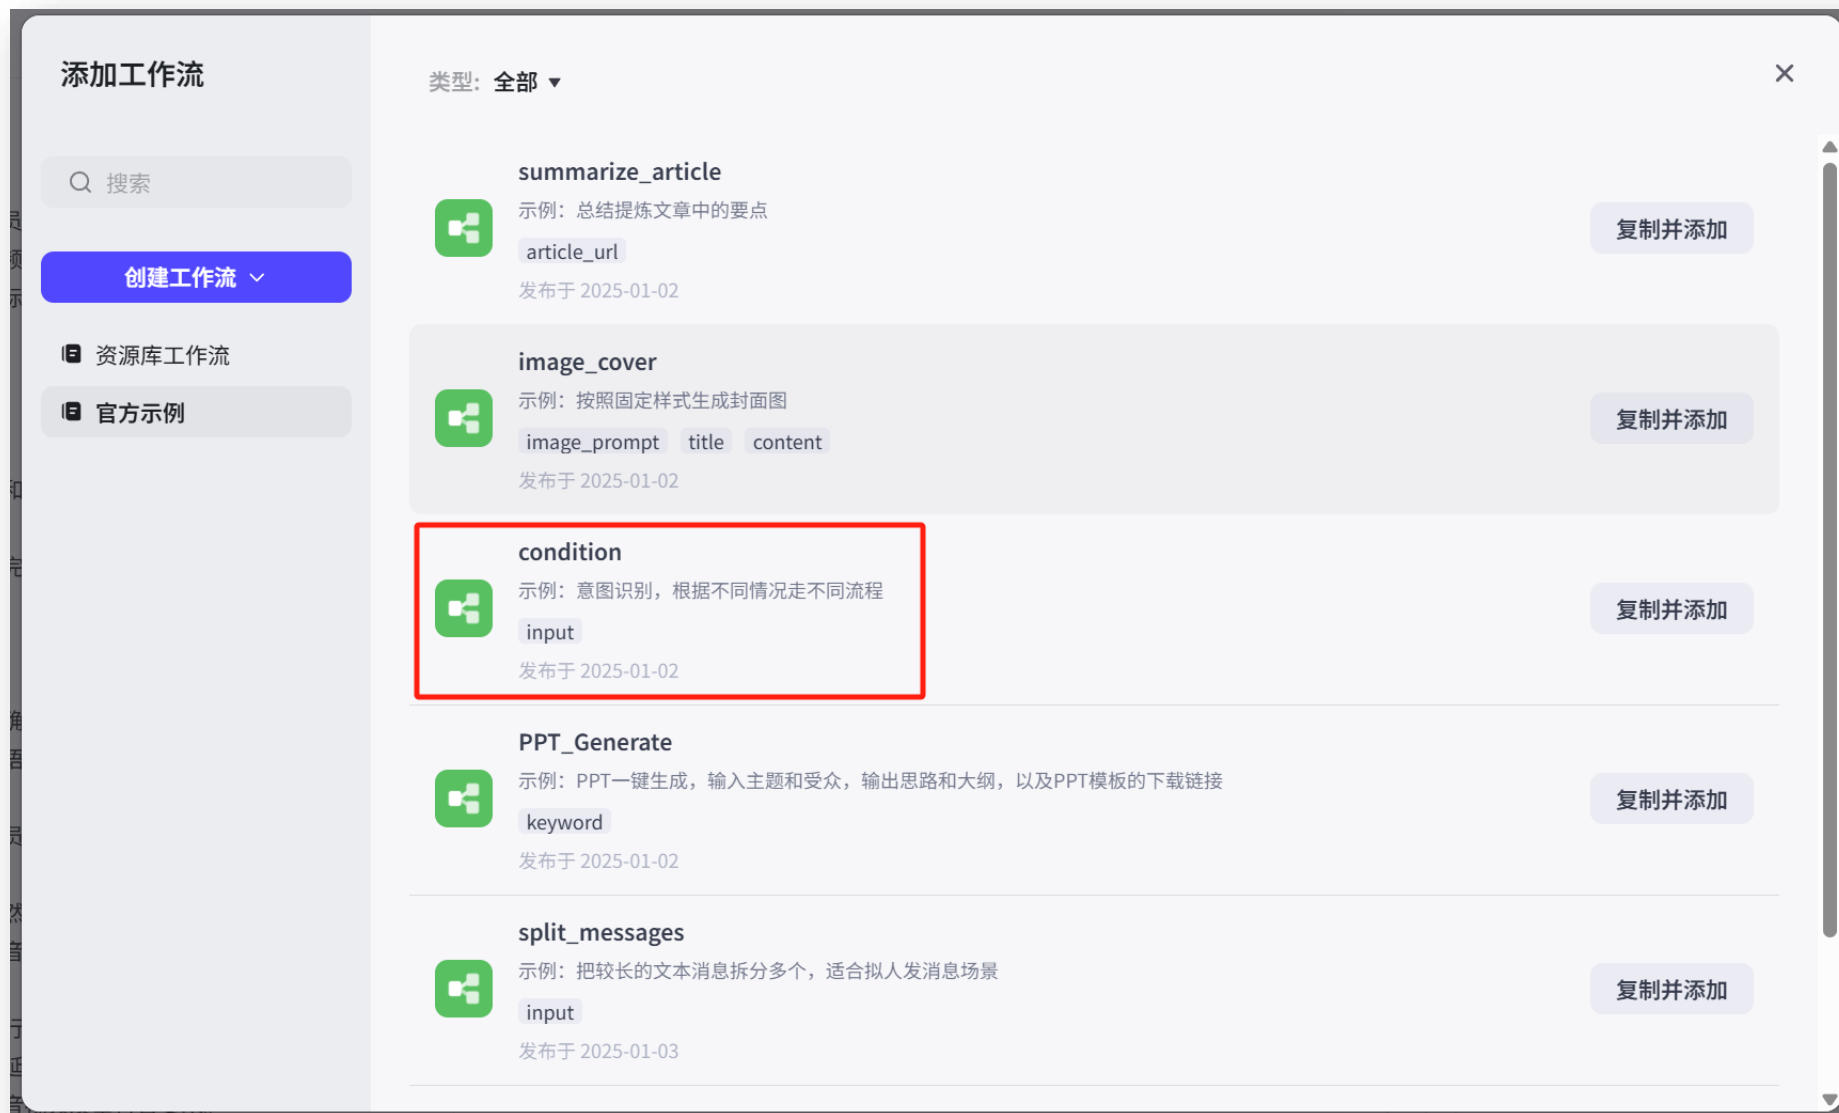 添加工作流
搜索
创建工作流
资源库工作流
官方示例
类型: 全部
summarize_article
示例：总结提炼文章中的要点
article_url
发布于 2025-01-02
复制并添加
image_cover
示例：按照固定样式生成封面图
image_prompt title content
发布于 2025-01-02
复制并添加
condition
示例：意图识别，根据不同情况走不同流程
input
发布于 2025-01-02
复制并添加
PPT_Generate
示例：PPT一键生成，输入主题和受众，输出思路和大纲，以及PPT模板的下载链接
keyword
发布于 2025-01-02
复制并添加
split_messages
示例：把较长的文本消息拆分多个，适合拟人发消息场景
input
发布于 2025-01-03
复制并添加